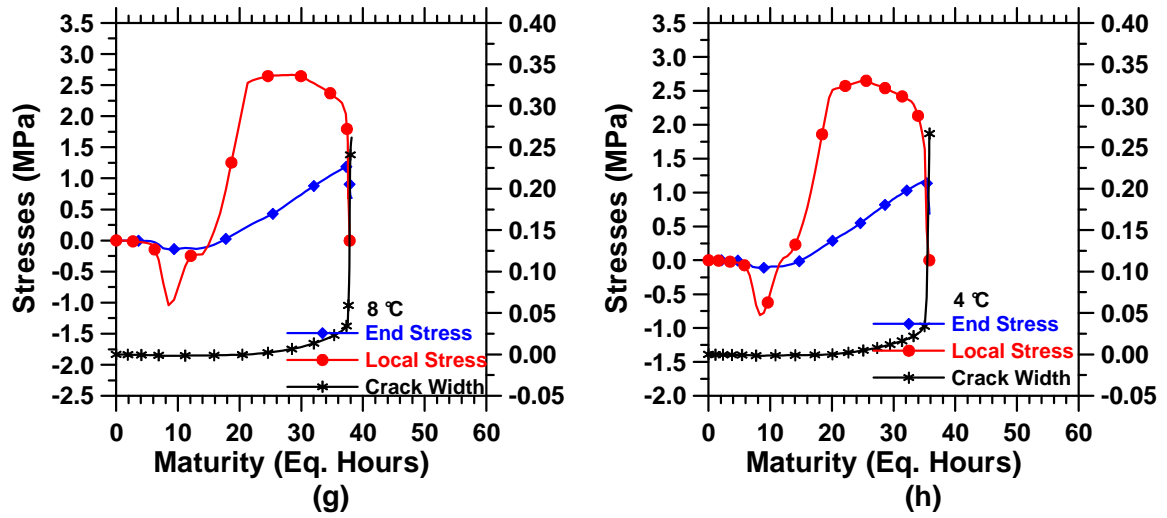 3.5
3.0
2.5
2.0
1.5
1.0
0.5
0.0
-0.5
-1.0
-1.5
-2.0
-2.5
Stresses (MPa)
0.40
0.35
0.30
0.25
0.20
0.15
0.10
0.05
0.00
-0.05
8 °C
End Stress
Local Stress
Crack Width
0 10 20 30 40 50 60
Maturity (Eq. Hours)
(g)
3.5
3.0
2.5
2.0
1.5
1.0
0.5
0.0
-0.5
-1.0
-1.5
-2.0
Stresses (MPa)
0.40
0.35
0.30
0.25
0.20
0.15
0.10
0.05
0.00
-0.05
4 °C
End Stress
Local Stress
Crack Width
0 10 20 30 40 50 60
Maturity (Eq. Hours)
(h)